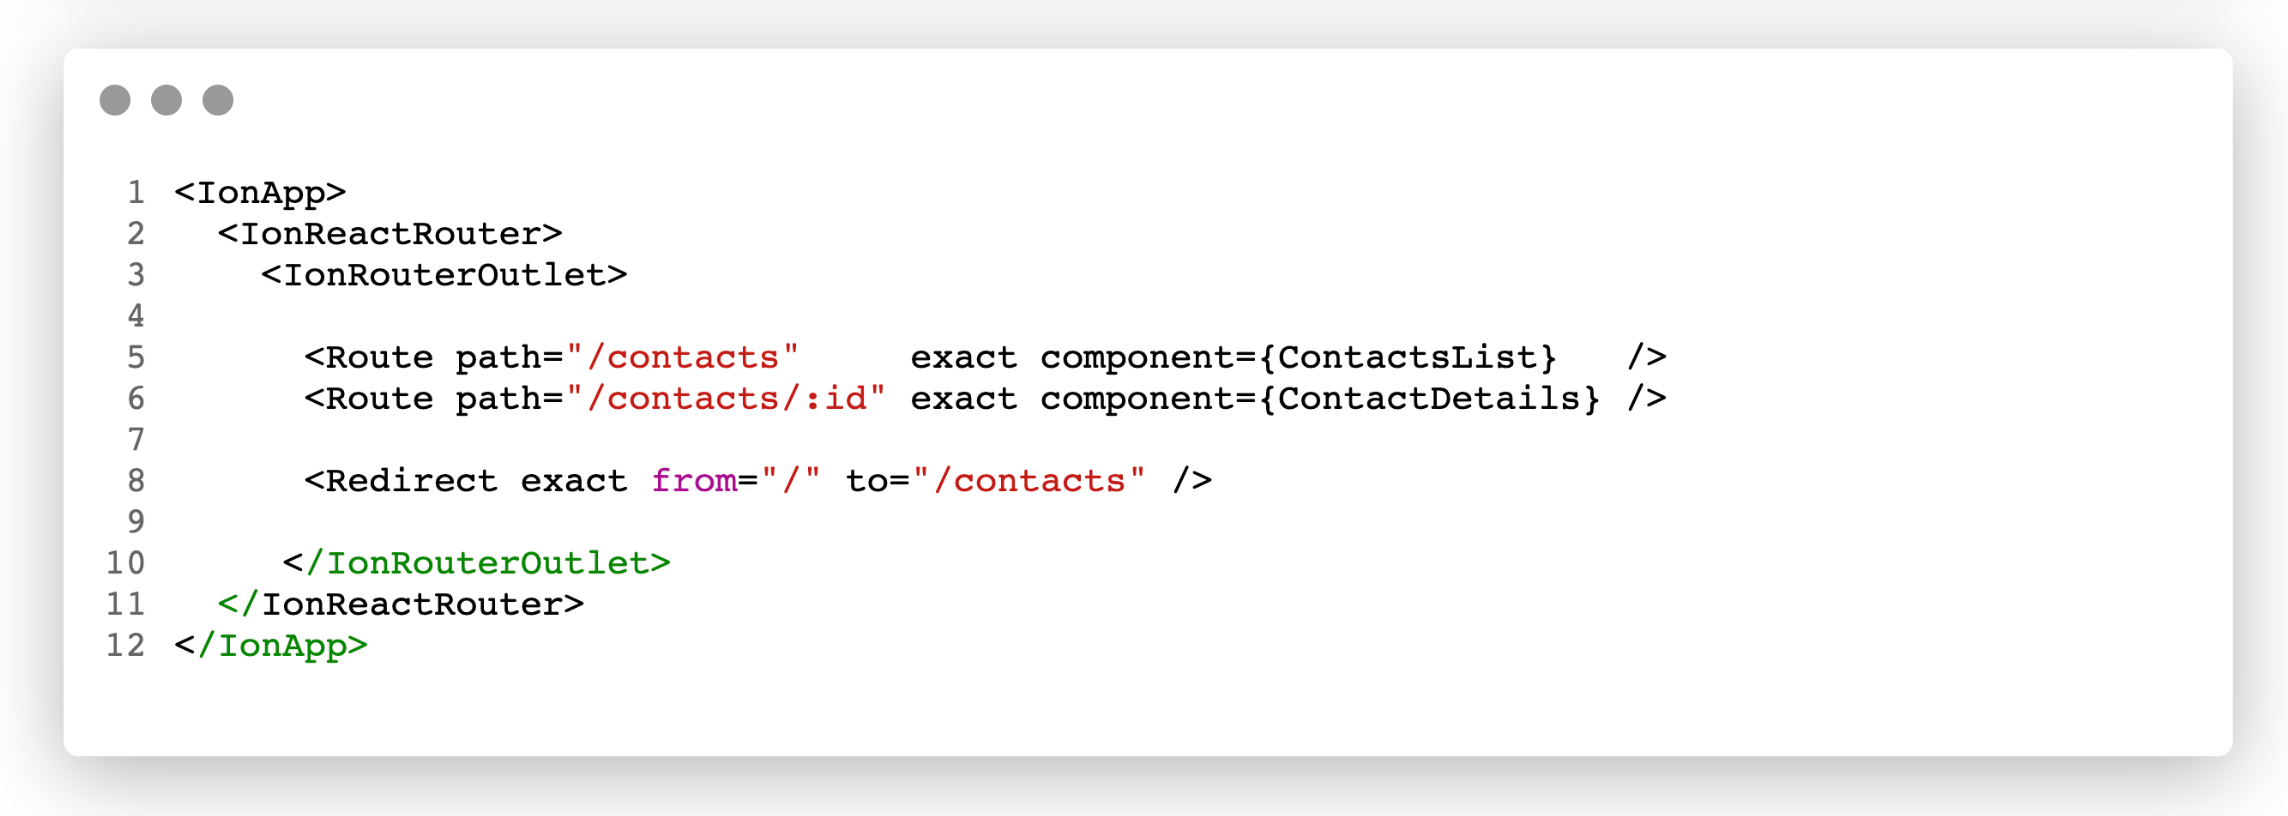 1 <IonApp>
2   <IonReactRouter>
3     <IonRouterOutlet>
4
5       <Route path="/contacts"     exact component={ContactsList}   />
6       <Route path="/contacts/:id" exact component={ContactDetails} />
7
8       <Redirect exact from="/" to="/contacts" />
9
10      </IonRouterOutlet>
11   </IonReactRouter>
12 </IonApp>